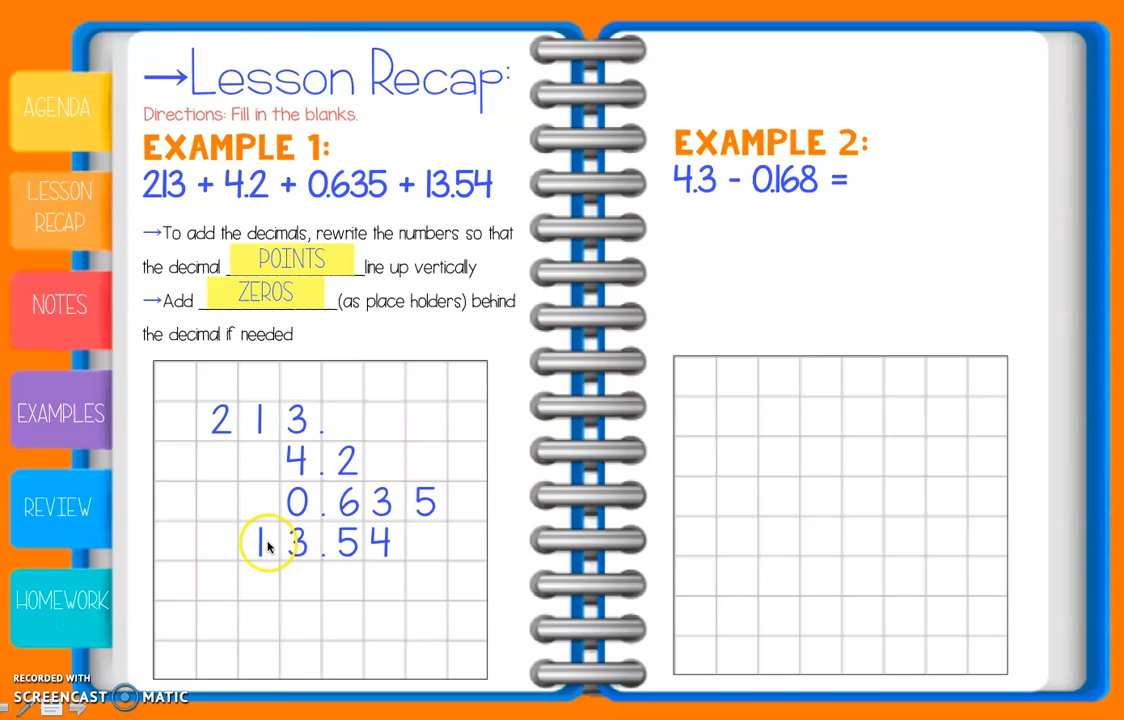 AGENDA
LESSON
RECAP
NOTES
EXAMPLES
REVIEW
HOMEWORK
→Lesson Recap:
Directions: Fill in the blanks.
EXAMPLE 1:
213 + 4.2 + 0.635 + 13.54
→To add the decimals, rewrite the numbers so that
the decimal POINTS line up vertically
→Add ZEROS (as place holders) behind
the decimal if needed
2 1 3 .
4 . 2
0 . 6 3 5
1 3 . 5 4
EXAMPLE 2:
4.3 - 0.168 =
RECORDED WITH
SCREENCAST MATIC